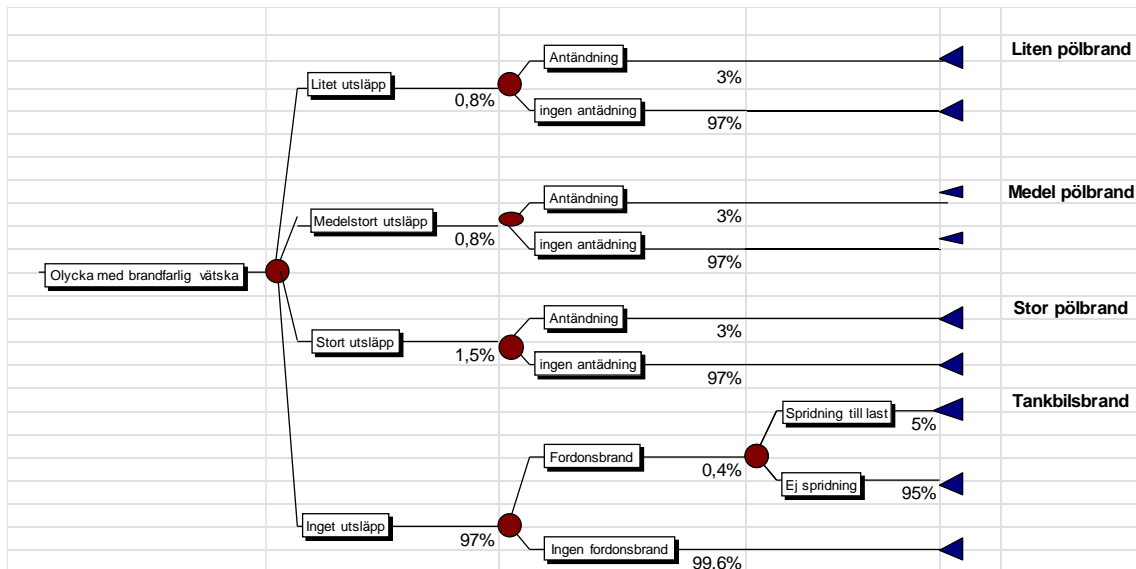 Antändning
Liten pölbrand
3%
Litet utsläpp
0,8%
ingen antädning
97%
Antändning
Medel pölbrand
3%
Medelstort utsläpp
0,8%
ingen antädning
97%
Olycka med brandfarlig vätska
Antändning
Stor pölbrand
3%
Stort utsläpp
1,5%
ingen antädning
97%
Tankbilsbrand
Spridning till last
5%
Fordonsbrand
0,4%
Ej spridning
95%
Inget utsläpp
97%
Ingen fordonsbrand
99,6%